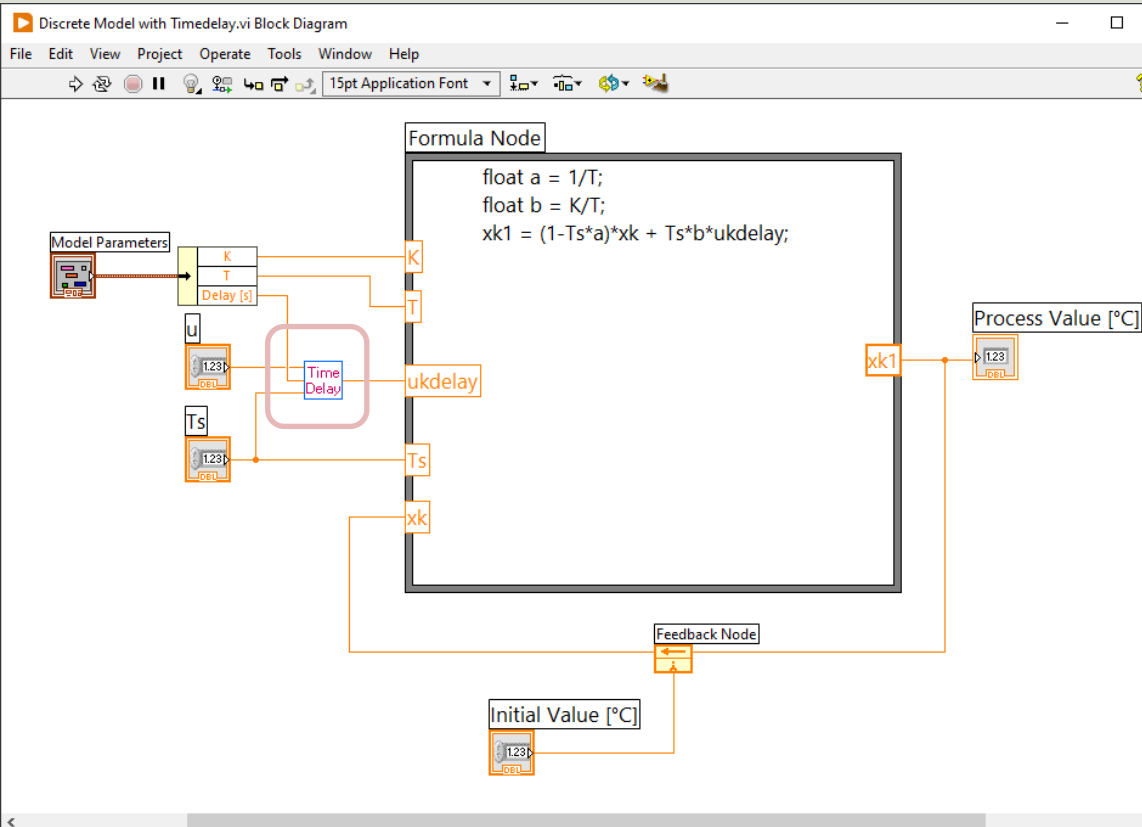 Discrete Model with Timedelay.vi Block Diagram
File Edit View Project Operate Tools Window Help
15pt Application Font
Formula Node
float a = 1/T;
float b = K/T;
xk1 = (1-Ts*a)*xk + Ts*b*ukdelay;
Model Parameters
K
T
Delay [s]
K
T
u
1.23
DBL
Time
Delay
ukdelay
xk1
Process Value [°C]
1.23
DBL
Ts
1.23
DBL
Ts
xk
Feedback Node
Initial Value [°C]
1.23
DBL